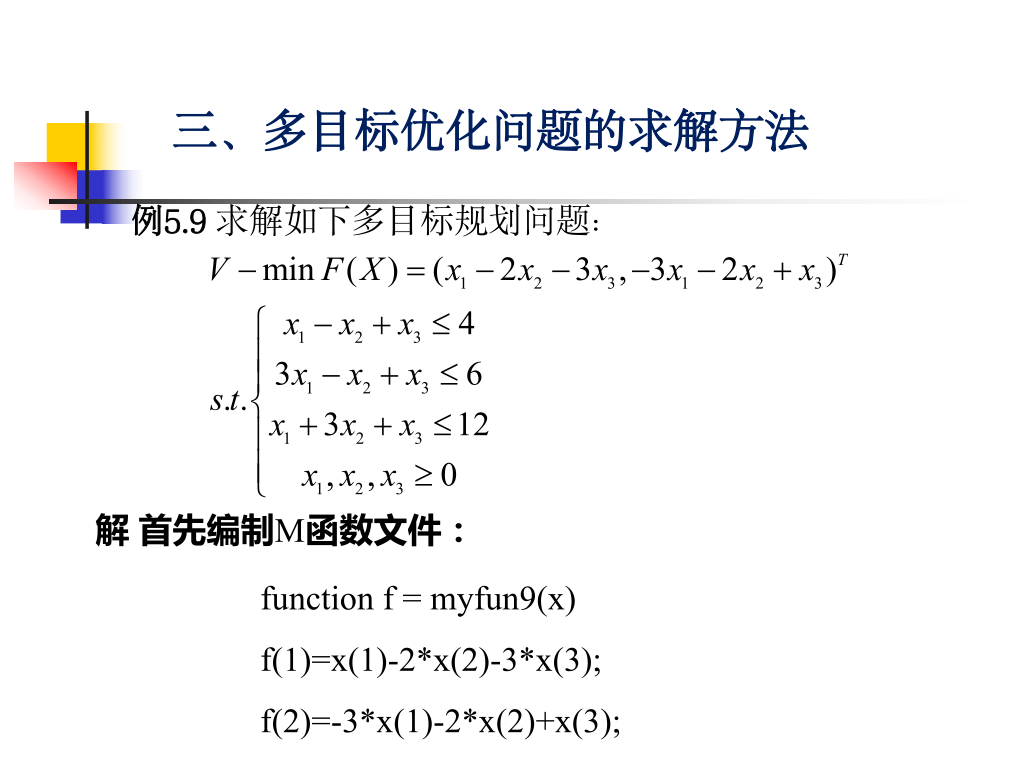 三、多目标优化问题的求解方法
例5.9 求解如下多目标规划问题:
V − min F(X) = (x₁ − 2x₂ − 3x₃, −3x₁ − 2x₂ + x₃)ᵀ
x₁ − x₂ + x₃ ≤ 4
3x₁ − x₂ + x₃ ≤ 6
s.t.
x₁ + 3x₂ + x₃ ≤ 12
x₁, x₂, x₃ ≥ 0
解 首先编制M函数文件：
function f = myfun9(x)
f(1)=x(1)-2*x(2)-3*x(3);
f(2)=-3*x(1)-2*x(2)+x(3);